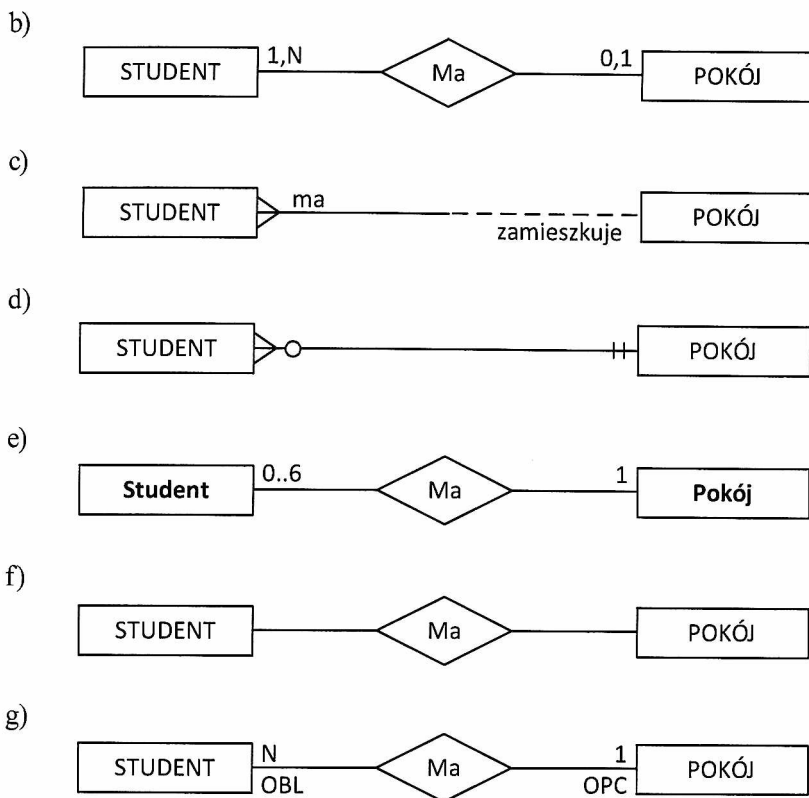 b)
STUDENT 1,N Ma 0,1 POKÓJ
c)
STUDENT ma zamieszkuje POKÓJ
d)
STUDENT POKÓJ
e)
Student 0..6 Ma 1 Pokój
f)
STUDENT Ma POKÓJ
g)
STUDENT N OBL Ma 1 OPC POKÓJ